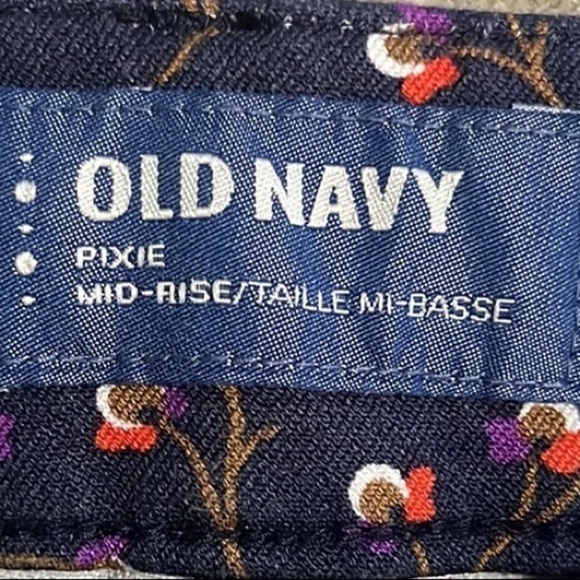 OLD NAVY
PIXIE
MID-RISE/TAILLE MI-BASSE